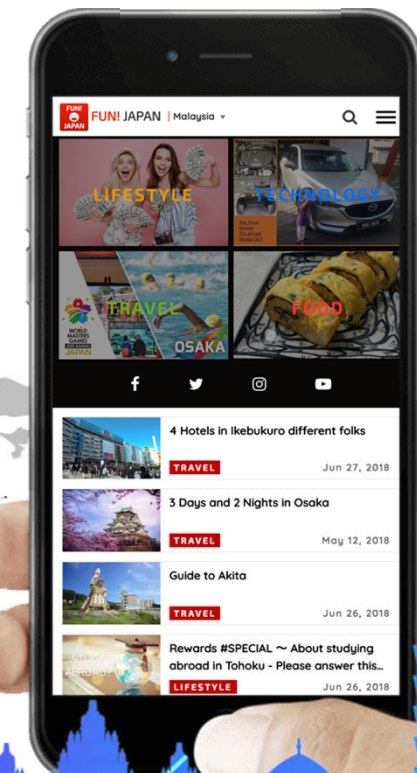 FUN!
JAPAN
FUN! JAPAN | Malaysia
LIFESTYLE
TECHNOLOGY
WORLD
MASTERS
GAMES
JAPAN
TRAVEL
OSAKA
FOOD
4 Hotels in Ikebukuro different folks
TRAVEL
Jun 27, 2018
3 Days and 2 Nights in Osaka
TRAVEL
May 12, 2018
Guide to Akita
TRAVEL
Jun 26, 2018
Rewards #SPECIAL ～ About studying
abroad in Tohoku - Please answer this...
LIFESTYLE
Jun 26, 2018